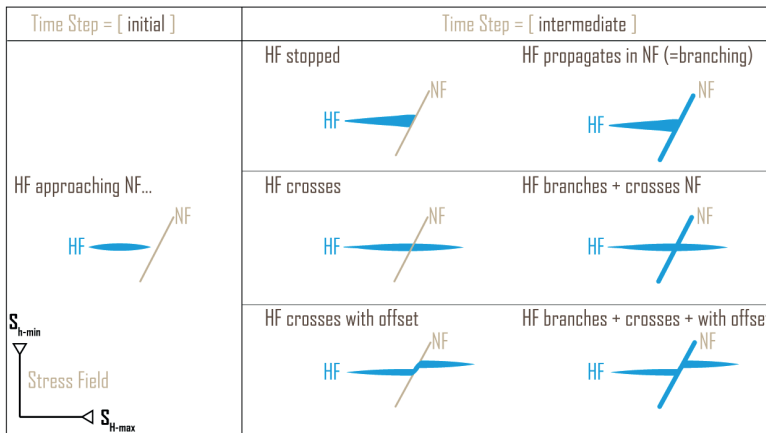 Time Step = [ initial ]
Time Step = [ intermediate ]
HF approaching NF...
NF
HF
S h-min
Stress Field
S H-max
HF stopped
NF
HF
HF propagates in NF (=branching)
NF
HF
HF crosses
NF
HF
HF branches + crosses NF
NF
HF
HF crosses with offset
NF
HF
HF branches + crosses + with offset
NF
HF